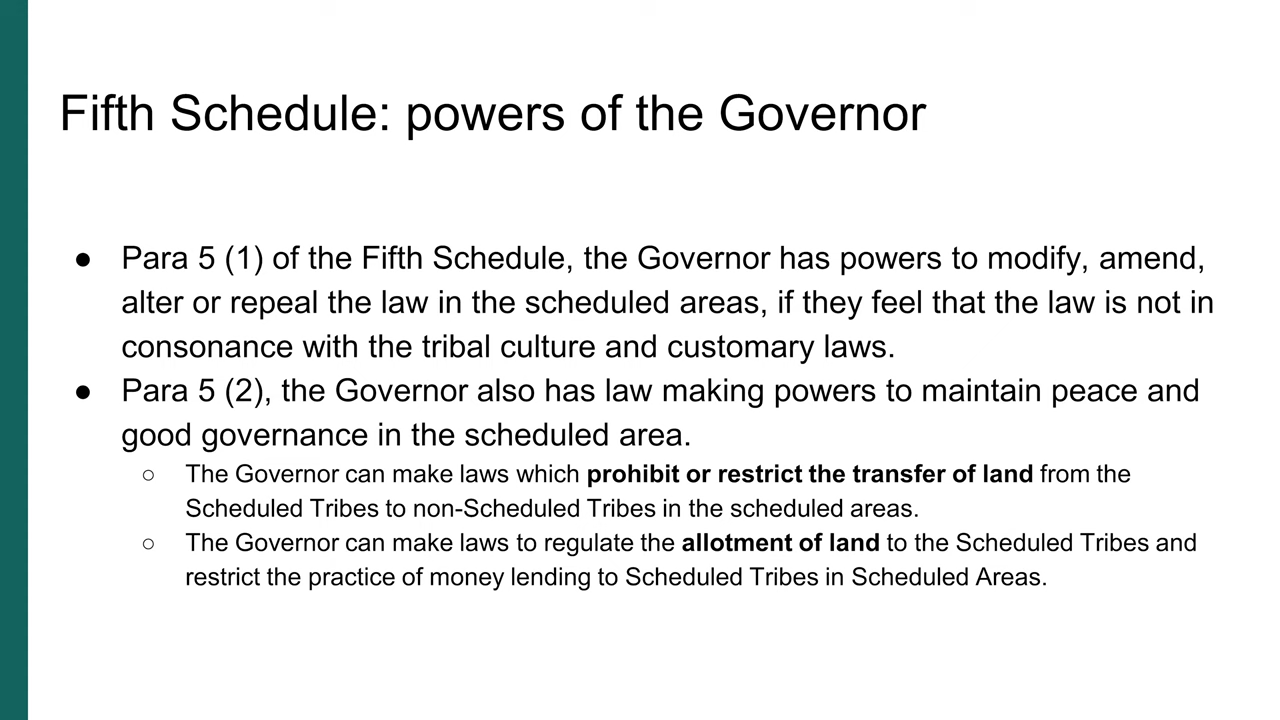 Fifth Schedule: powers of the Governor
● Para 5 (1) of the Fifth Schedule, the Governor has powers to modify, amend,
alter or repeal the law in the scheduled areas, if they feel that the law is not in
consonance with the tribal culture and customary laws.
● Para 5 (2), the Governor also has law making powers to maintain peace and
good governance in the scheduled area.
○ The Governor can make laws which prohibit or restrict the transfer of land from the
Scheduled Tribes to non-Scheduled Tribes in the scheduled areas.
○ The Governor can make laws to regulate the allotment of land to the Scheduled Tribes and
restrict the practice of money lending to Scheduled Tribes in Scheduled Areas.